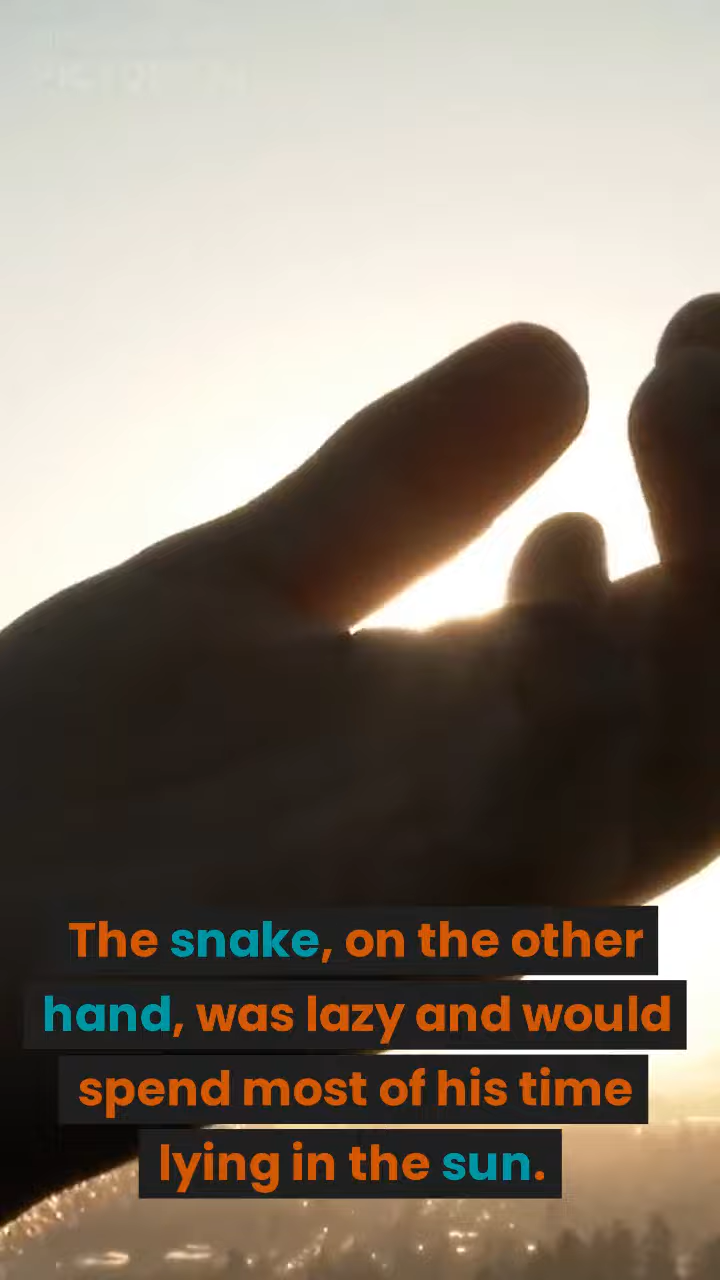 The snake, on the other
hand, was lazy and would
spend most of his time
lying in the sun.